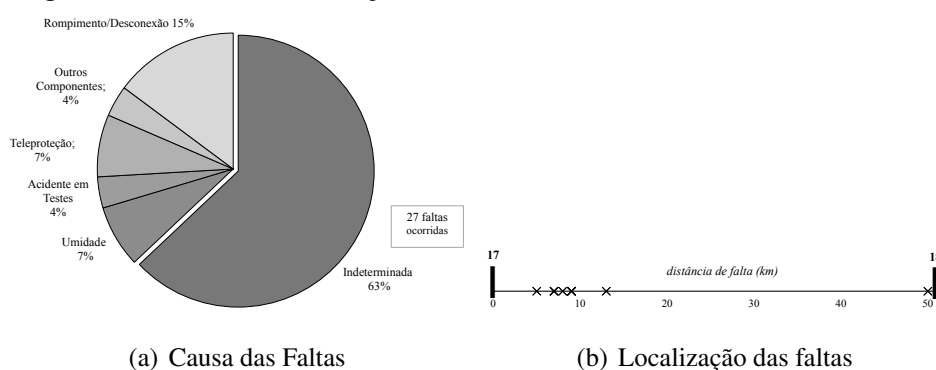 Rompimento/Desconexão 15%
Outros
Componentes;
4%
Teleproteção;
7%
Acidente em
Testes
4%
Umidade
7%
27 faltas
ocorridas
Indeterminada
63%
17
distância de falta (km)
0 10 20 30 40 50
(a) Causa das Faltas
(b) Localização das faltas